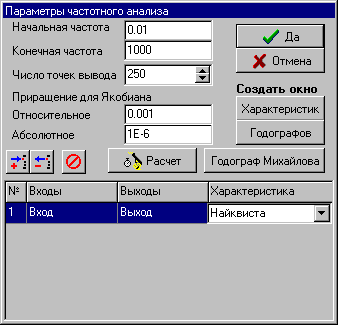 Параметры частотного анализа
Начальная частота 0.01
Да
Конечная частота 1000
Отмена
Число точек вывода 250
Создать окно
Приращение для Якобиана
Характеристик
Относительное 0.001
Годографов
Абсолютное 1E-6
Расчет
Годограф Михайлова
№ Входы Выходы Характеристика
1 Вход Выход Найквиста